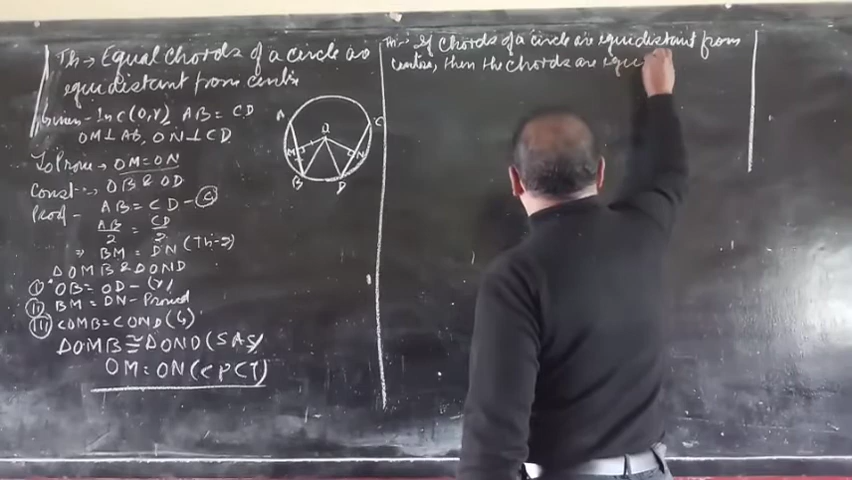 Th → Equal chords of a circle are
equidistant from centre
Given - In C(O,r) AB = CD
OM ⊥ AB, ON ⊥ CD
To Prove → OM = ON
Const → OB & OD
Proof - AB = CD - G
AB/2 = CD/2
⇒ BM = DN (Th-3)
ΔOMB & ΔOND
I OB = OD - (r)
II BM = DN - Proved
III ∠OMB = ∠OND (G)
ΔOMB ≅ ΔOND (SAS)
OM = ON (CPCT)
A
C
O
M
N
B
D
Th → If chords of a circle are equidistant from
centre, then the chords are equ